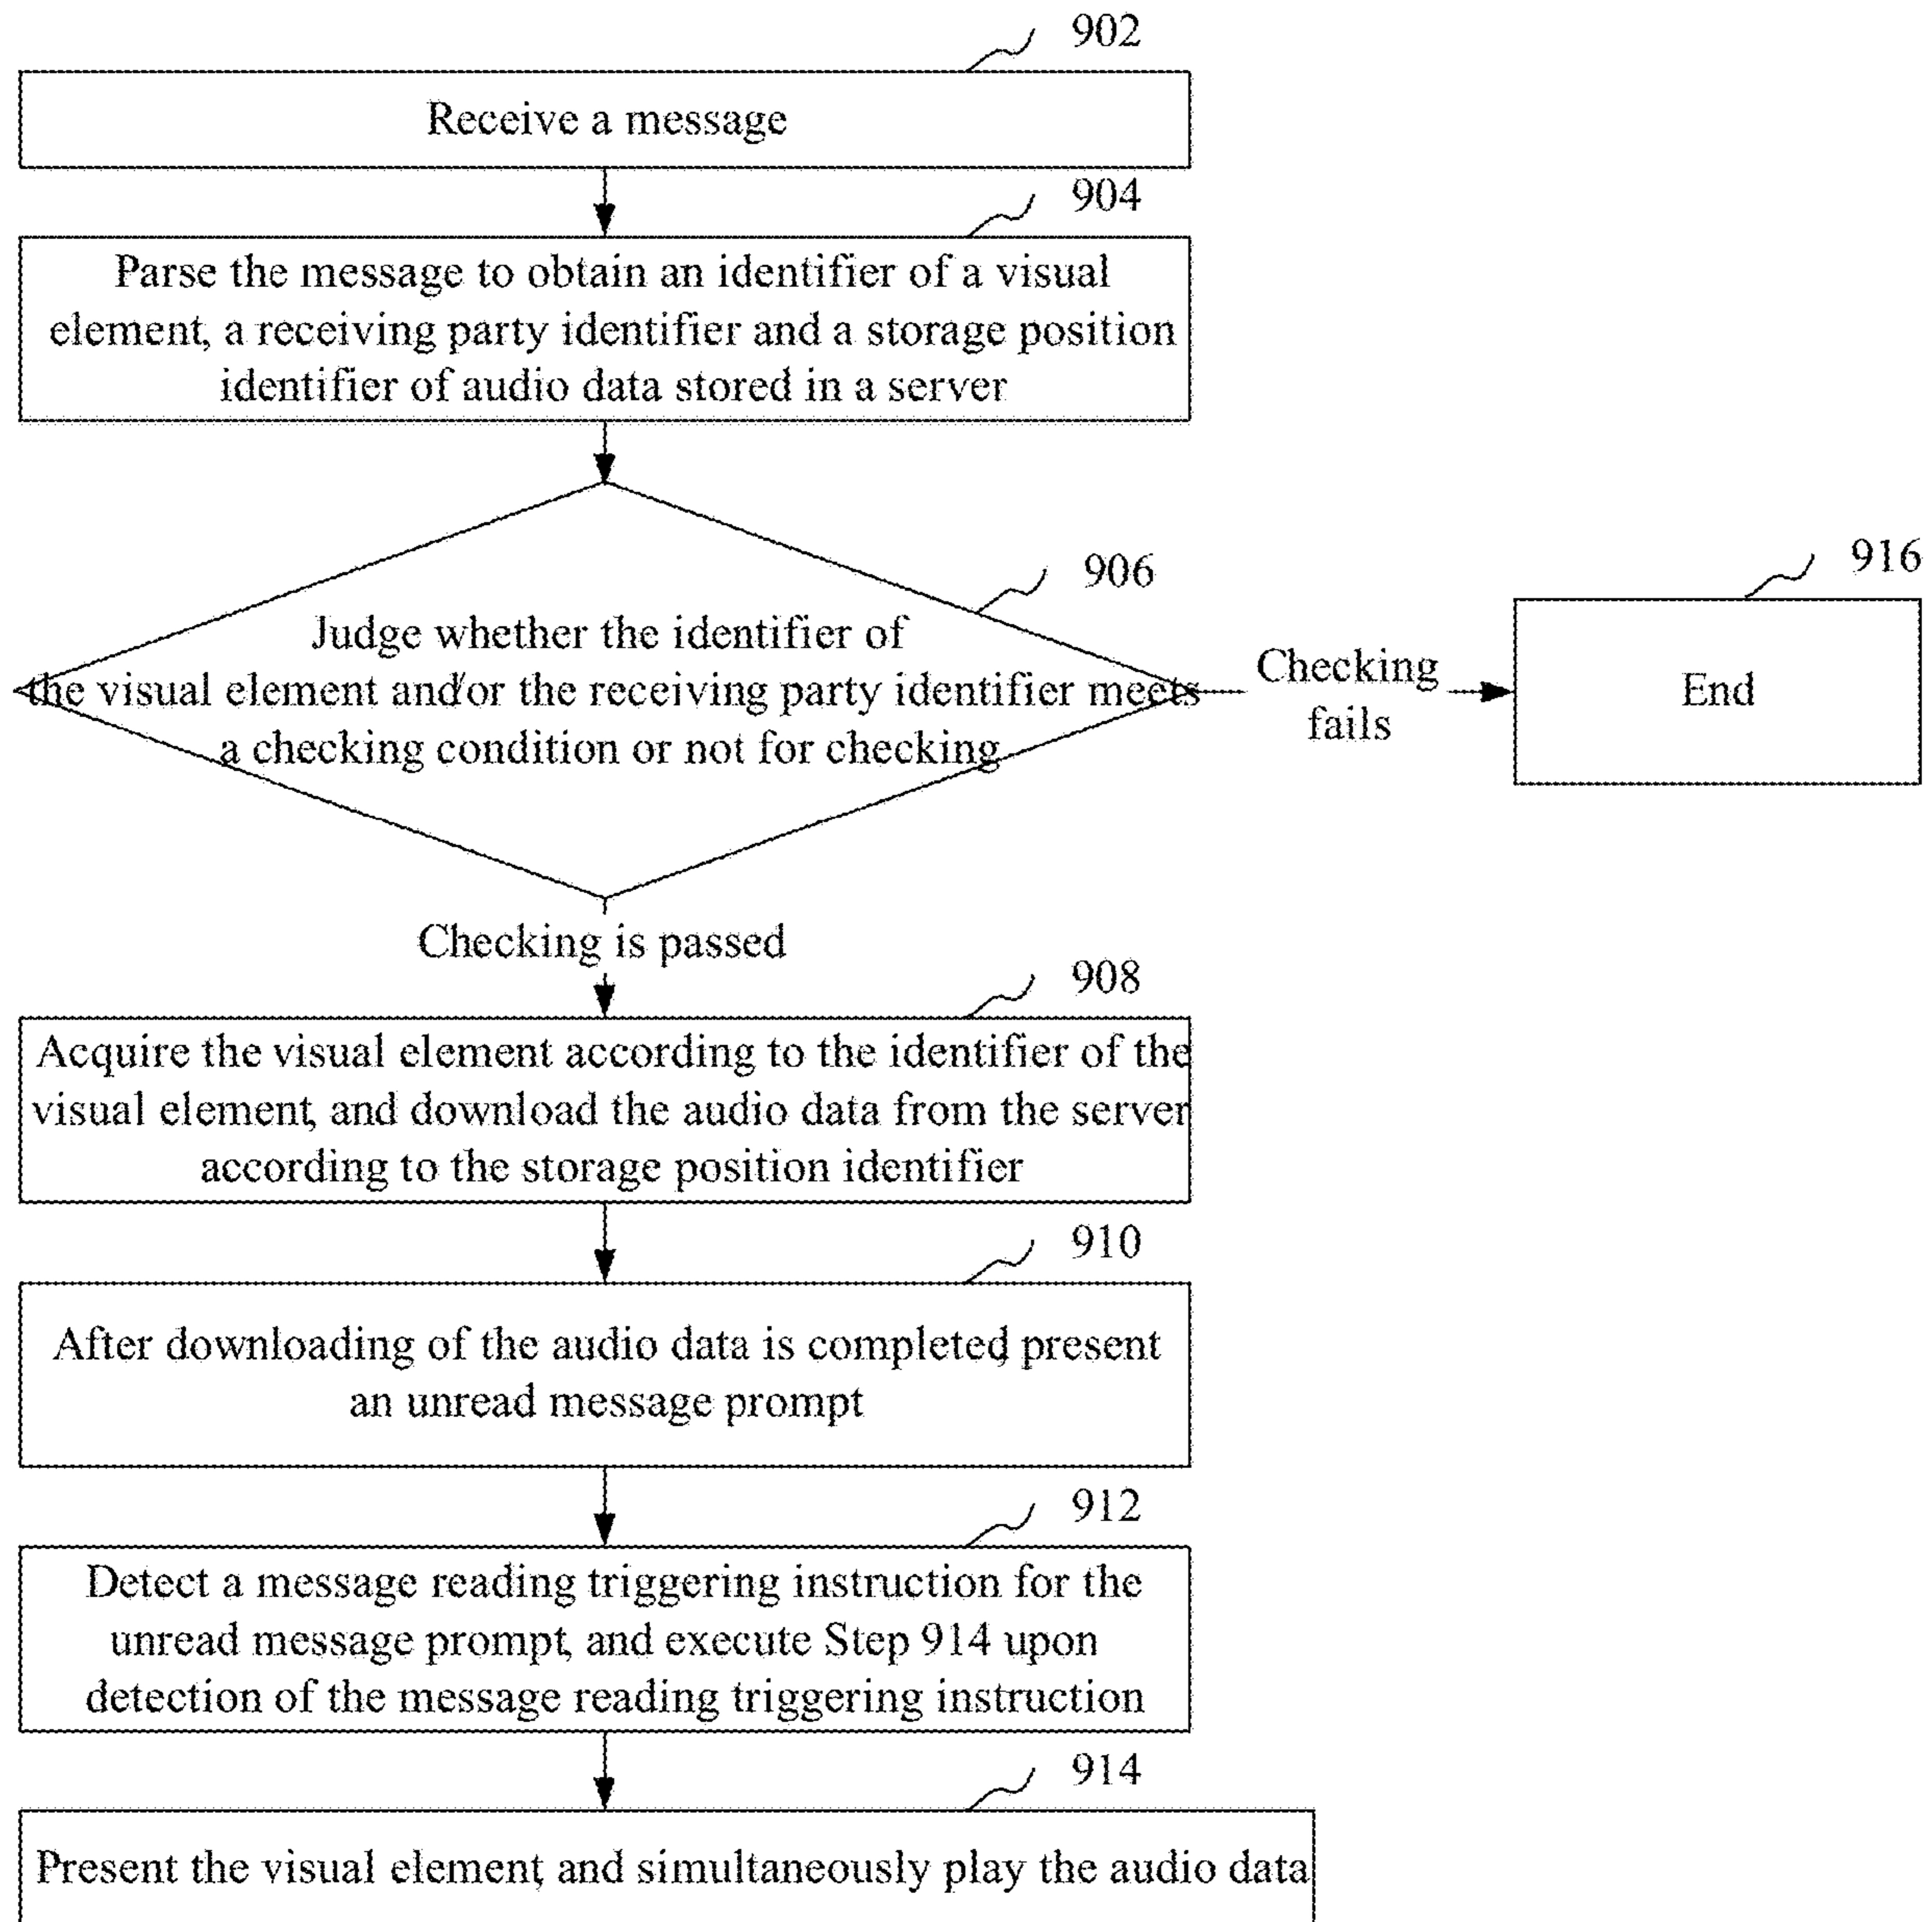 902
Receive a message
904
Parse the message to obtain an identifier of a visual
element, a receiving party identifier and a storage position
identifier of audio data stored in a server
906
Judge whether the identifier of
the visual element and/or the receiving party identifier meets
a checking condition or not for checking
Checking
fails
916
End
Checking is passed
908
Acquire the visual element according to the identifier of the
visual element, and download the audio data from the server
according to the storage position identifier
910
After downloading of the audio data is completed, present
an unread message prompt
912
Detect a message reading triggering instruction for the
unread message prompt, and execute Step 914 upon
detection of the message reading triggering instruction
914
Present the visual element, and simultaneously play the audio data